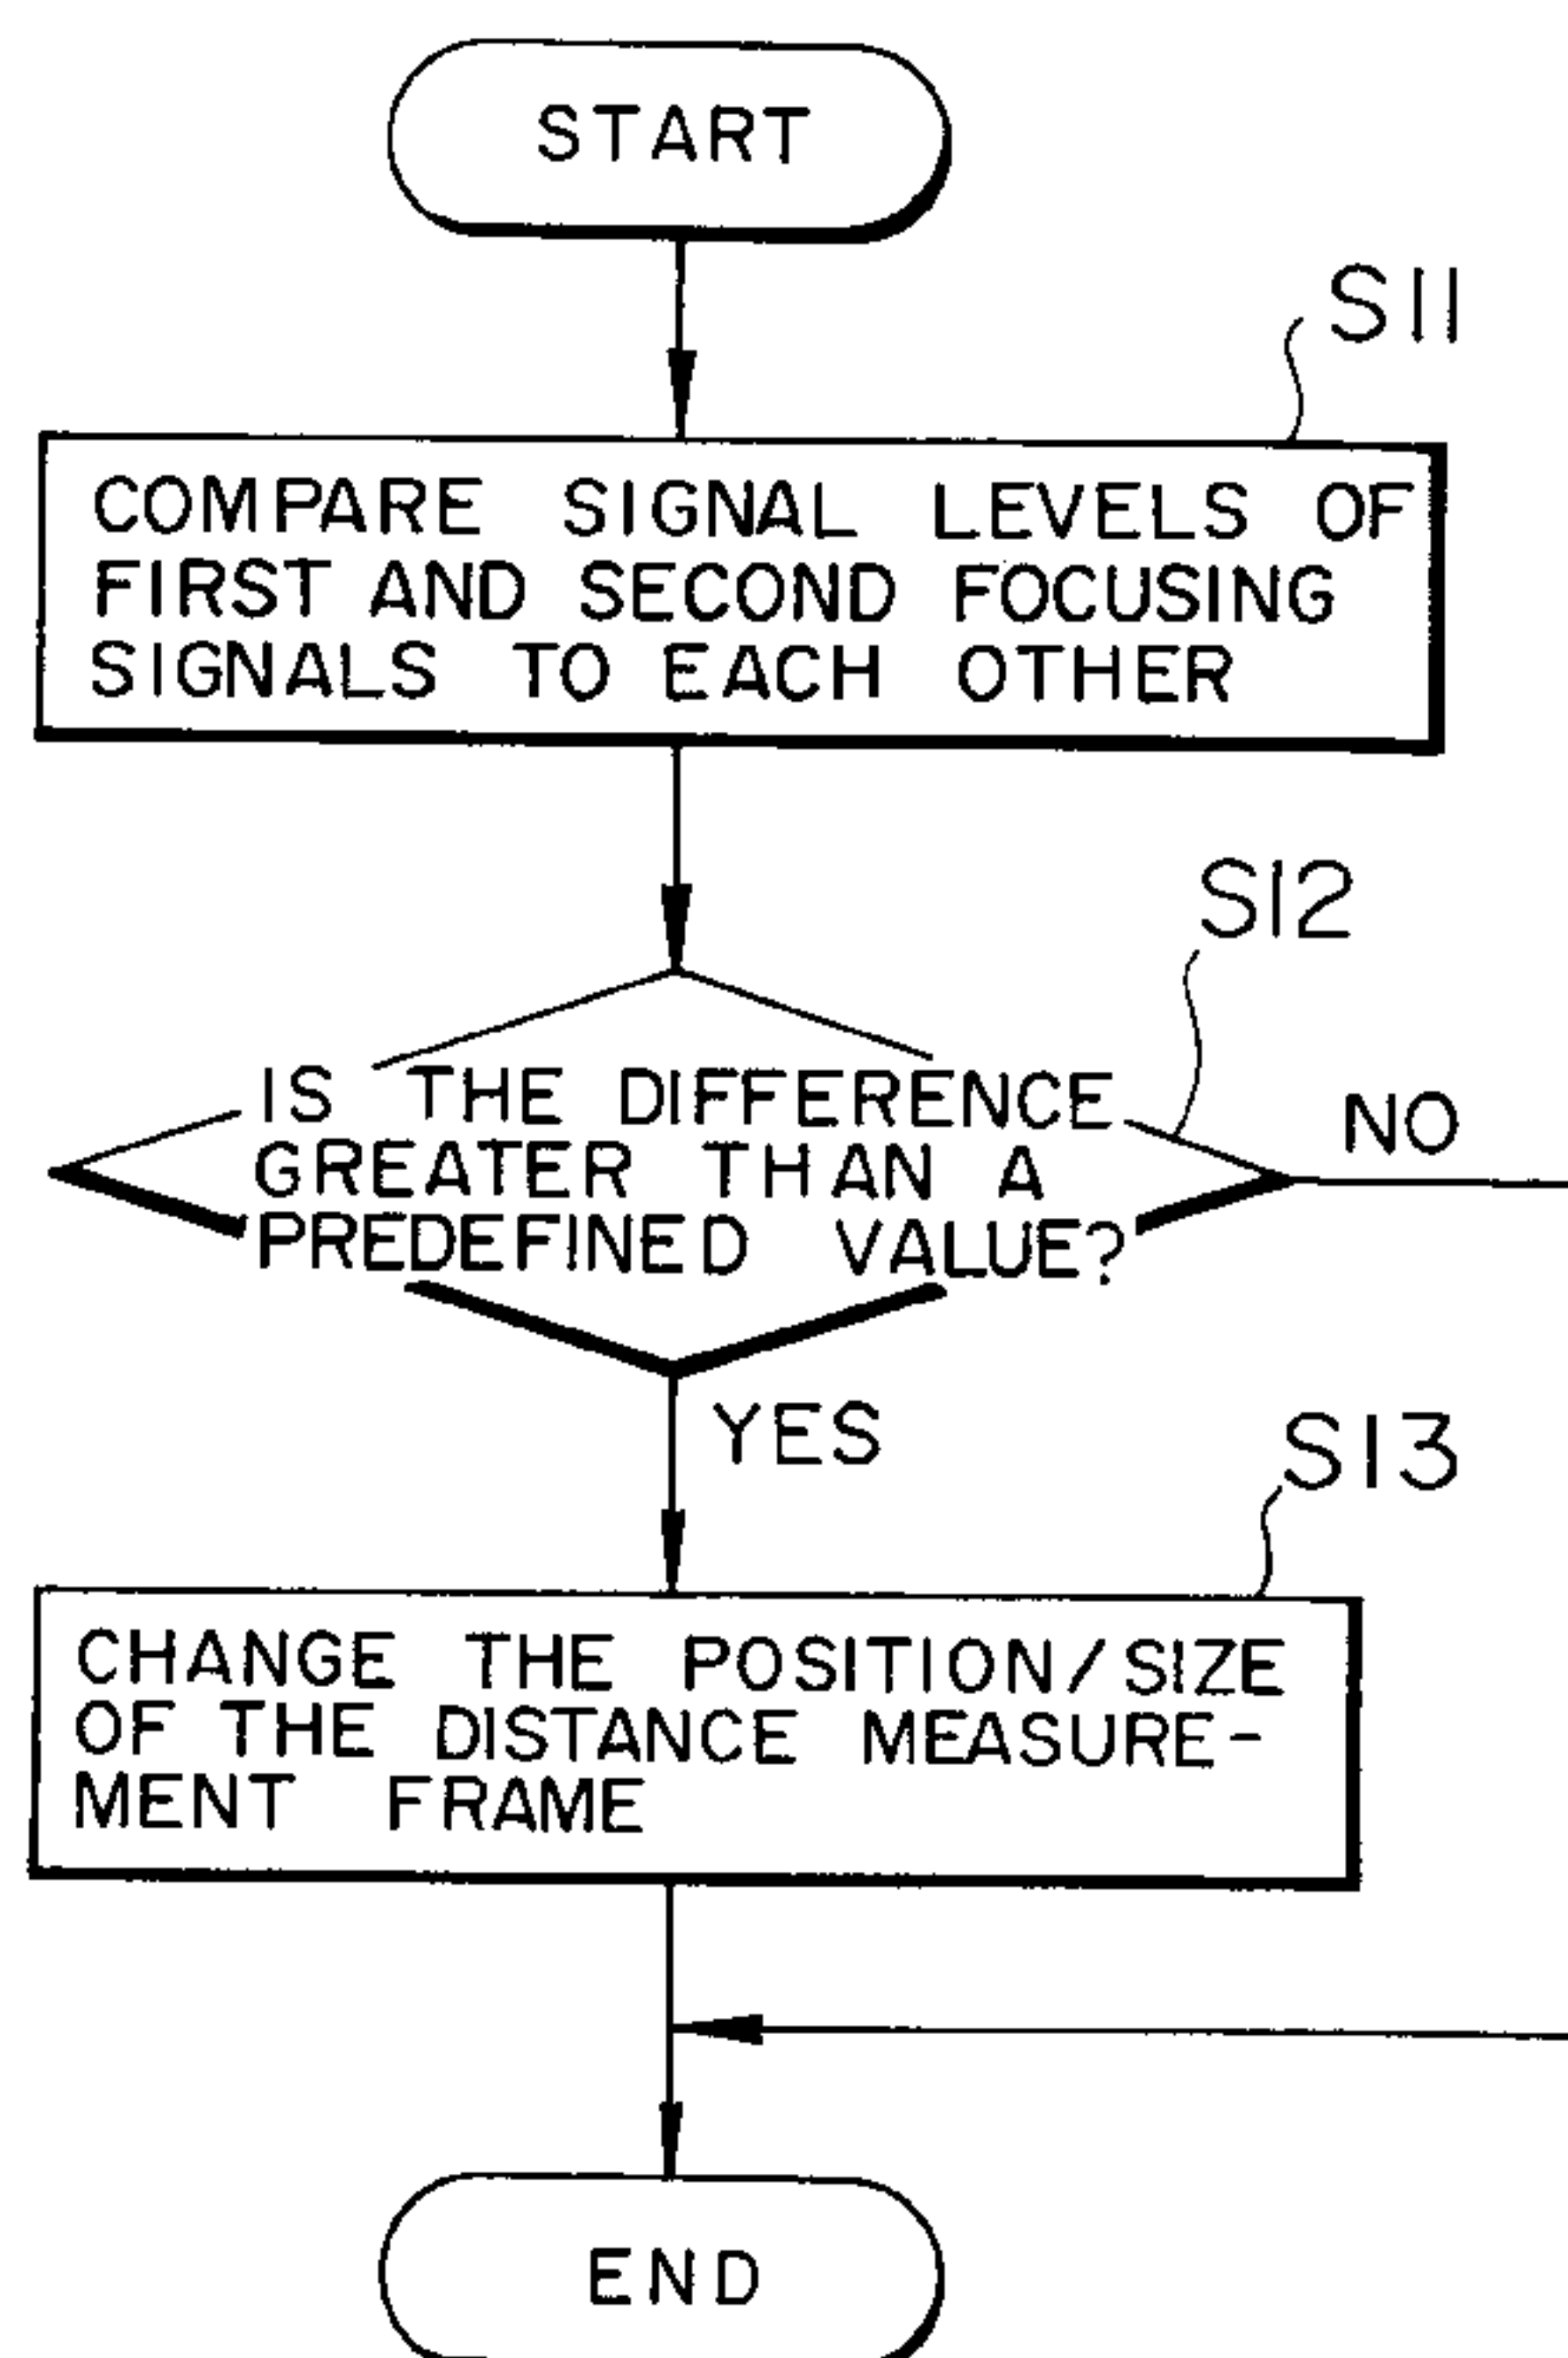 START
S11
COMPARE SIGNAL LEVELS OF
FIRST AND SECOND FOCUSING
SIGNALS TO EACH OTHER
S12
IS THE DIFFERENCE
GREATER THAN A
PREDEFINED VALUE?
NO
YES
S13
CHANGE THE POSITION/SIZE
OF THE DISTANCE MEASURE-
MENT FRAME
END